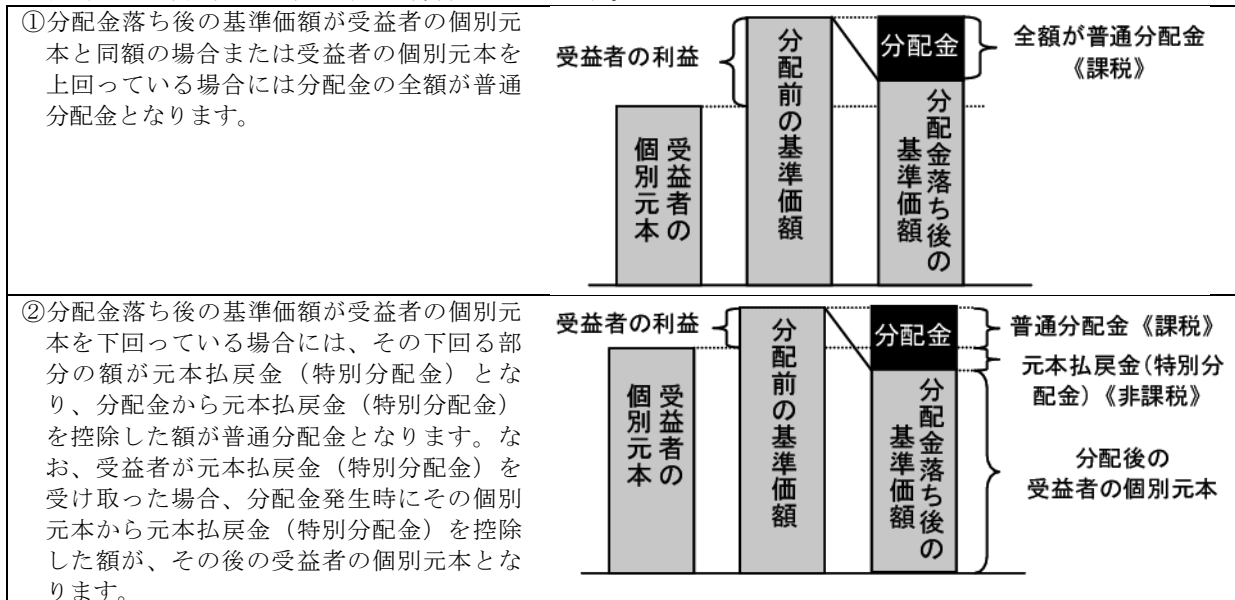 ①分配金落ち後の基準価額が受益者の個別元
本と同額の場合または受益者の個別元本を
上回っている場合には分配金の全額が普通
分配金となります。
受益者の利益
受益者の
個別元本
分配前の基準価額
分配金
分配金落ち後の
基準価額
全額が普通分配金
《課税》
②分配金落ち後の基準価額が受益者の個別元
本を下回っている場合には、その下回る部
分の額が元本払戻金（特別分配金）とな
り、分配金から元本払戻金（特別分配金）
を控除した額が普通分配金となります。な
お、受益者が元本払戻金（特別分配金）を
受け取った場合、分配金発生時にその個別
元本から元本払戻金（特別分配金）を控除
した額が、その後の受益者の個別元本とな
ります。
受益者の利益
受益者の
個別元本
分配前の基準価額
分配金
分配金落ち後の
基準価額
普通分配金《課税》
元本払戻金(特別分
配金)《非課税》
分配後の
受益者の個別元本